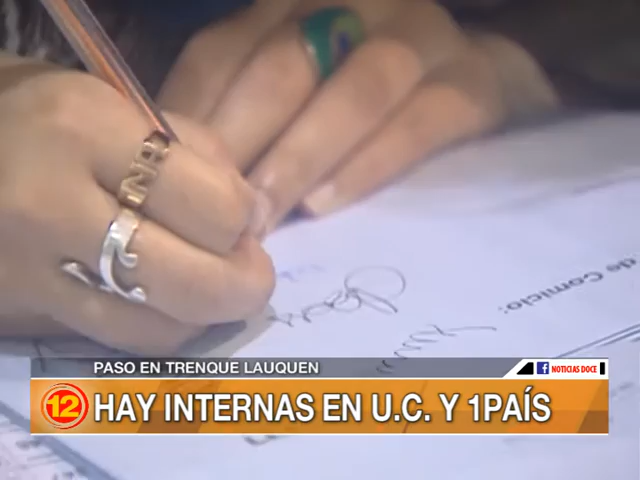 de Comicio:
PASO EN TRENQUE LAUQUEN
NOTICIAS DOCE
12
HAY INTERNAS EN U.C. Y 1PAÍS